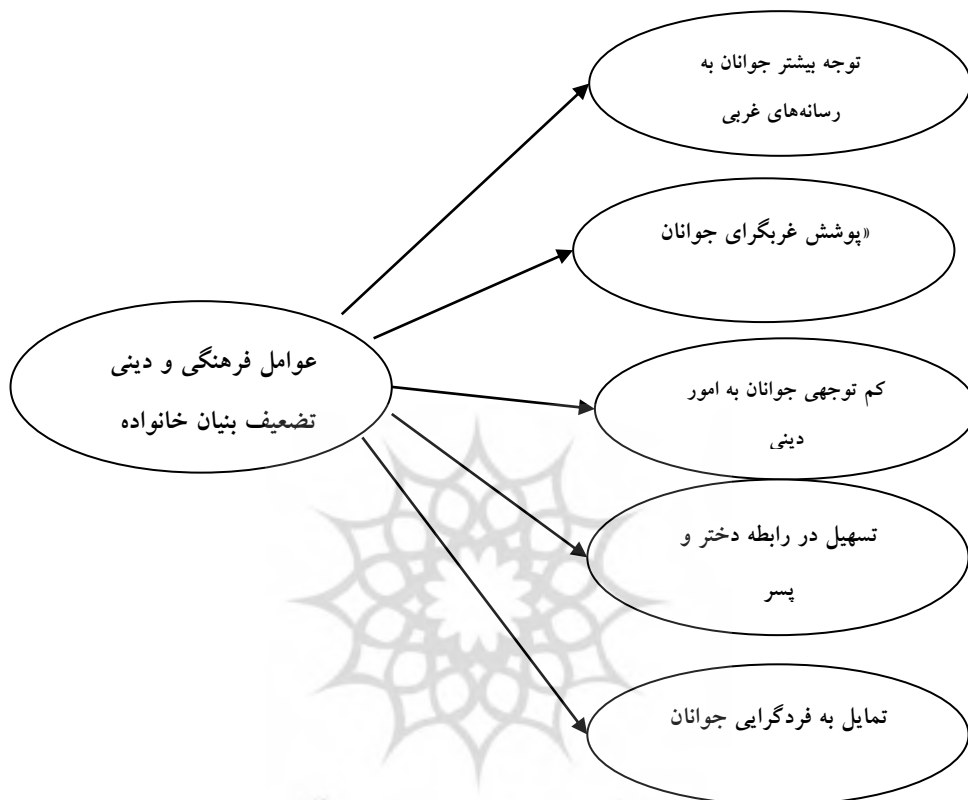 توجه بیشتر جوانان به
رسانه‌های غربی
«پوشش غربگرای جوانان
عوامل فرهنگی و دینی
تضعیف بنیان خانواده
کم توجهی جوانان به امور
دینی
تسهیل در رابطه دختر و
پسر
تمایل به فردگرایی جوانان